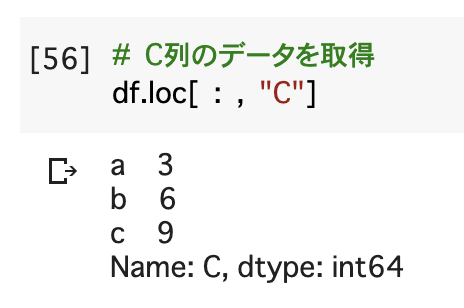 [56] # C列のデータを取得
df.loc[ : , "C"]
a 3
b 6
c 9
Name: C, dtype: int64